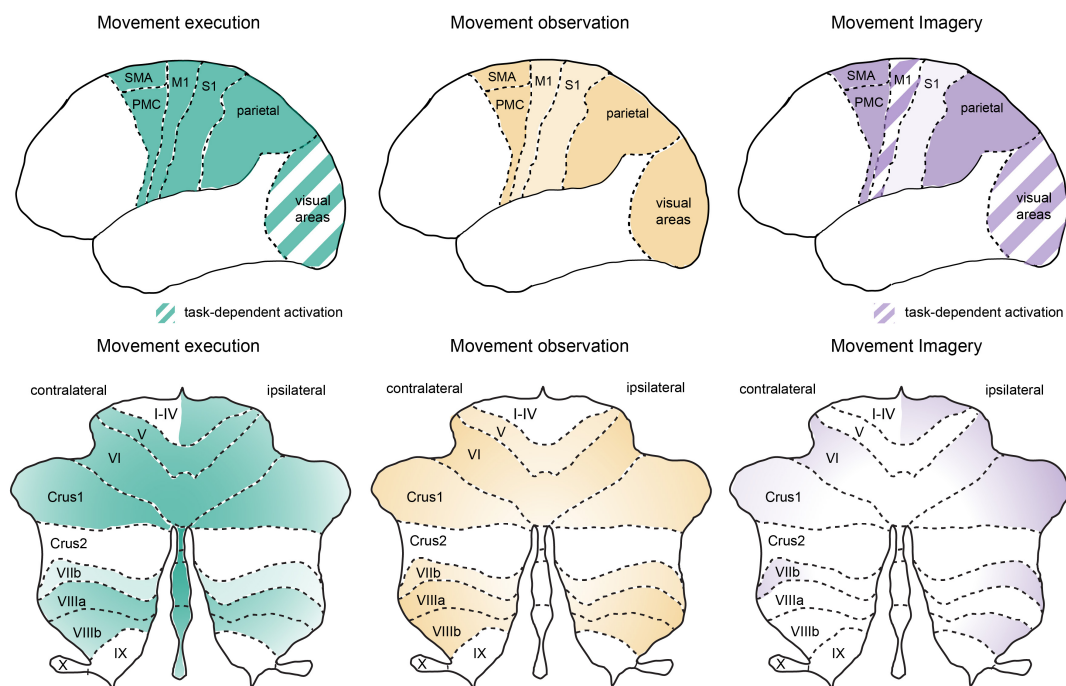 Movement execution
Movement observation
Movement Imagery
SMA
M1
S1
PMC
parietal
visual
areas
SMA
M1
S1
PMC
parietal
visual
areas
SMA
M1
S1
PMC
parietal
visual
areas
task-dependent activation
task-dependent activation
Movement execution
Movement observation
Movement Imagery
contralateral
ipsilateral
I-IV
V
VI
Crus1
Crus2
VIIb
VIIIa
VIIIb
IX
X
contralateral
ipsilateral
I-IV
V
VI
Crus1
Crus2
VIIb
VIIIa
VIIIb
IX
X
contralateral
ipsilateral
I-IV
V
VI
Crus1
Crus2
VIIb
VIIIa
VIIIb
IX
X